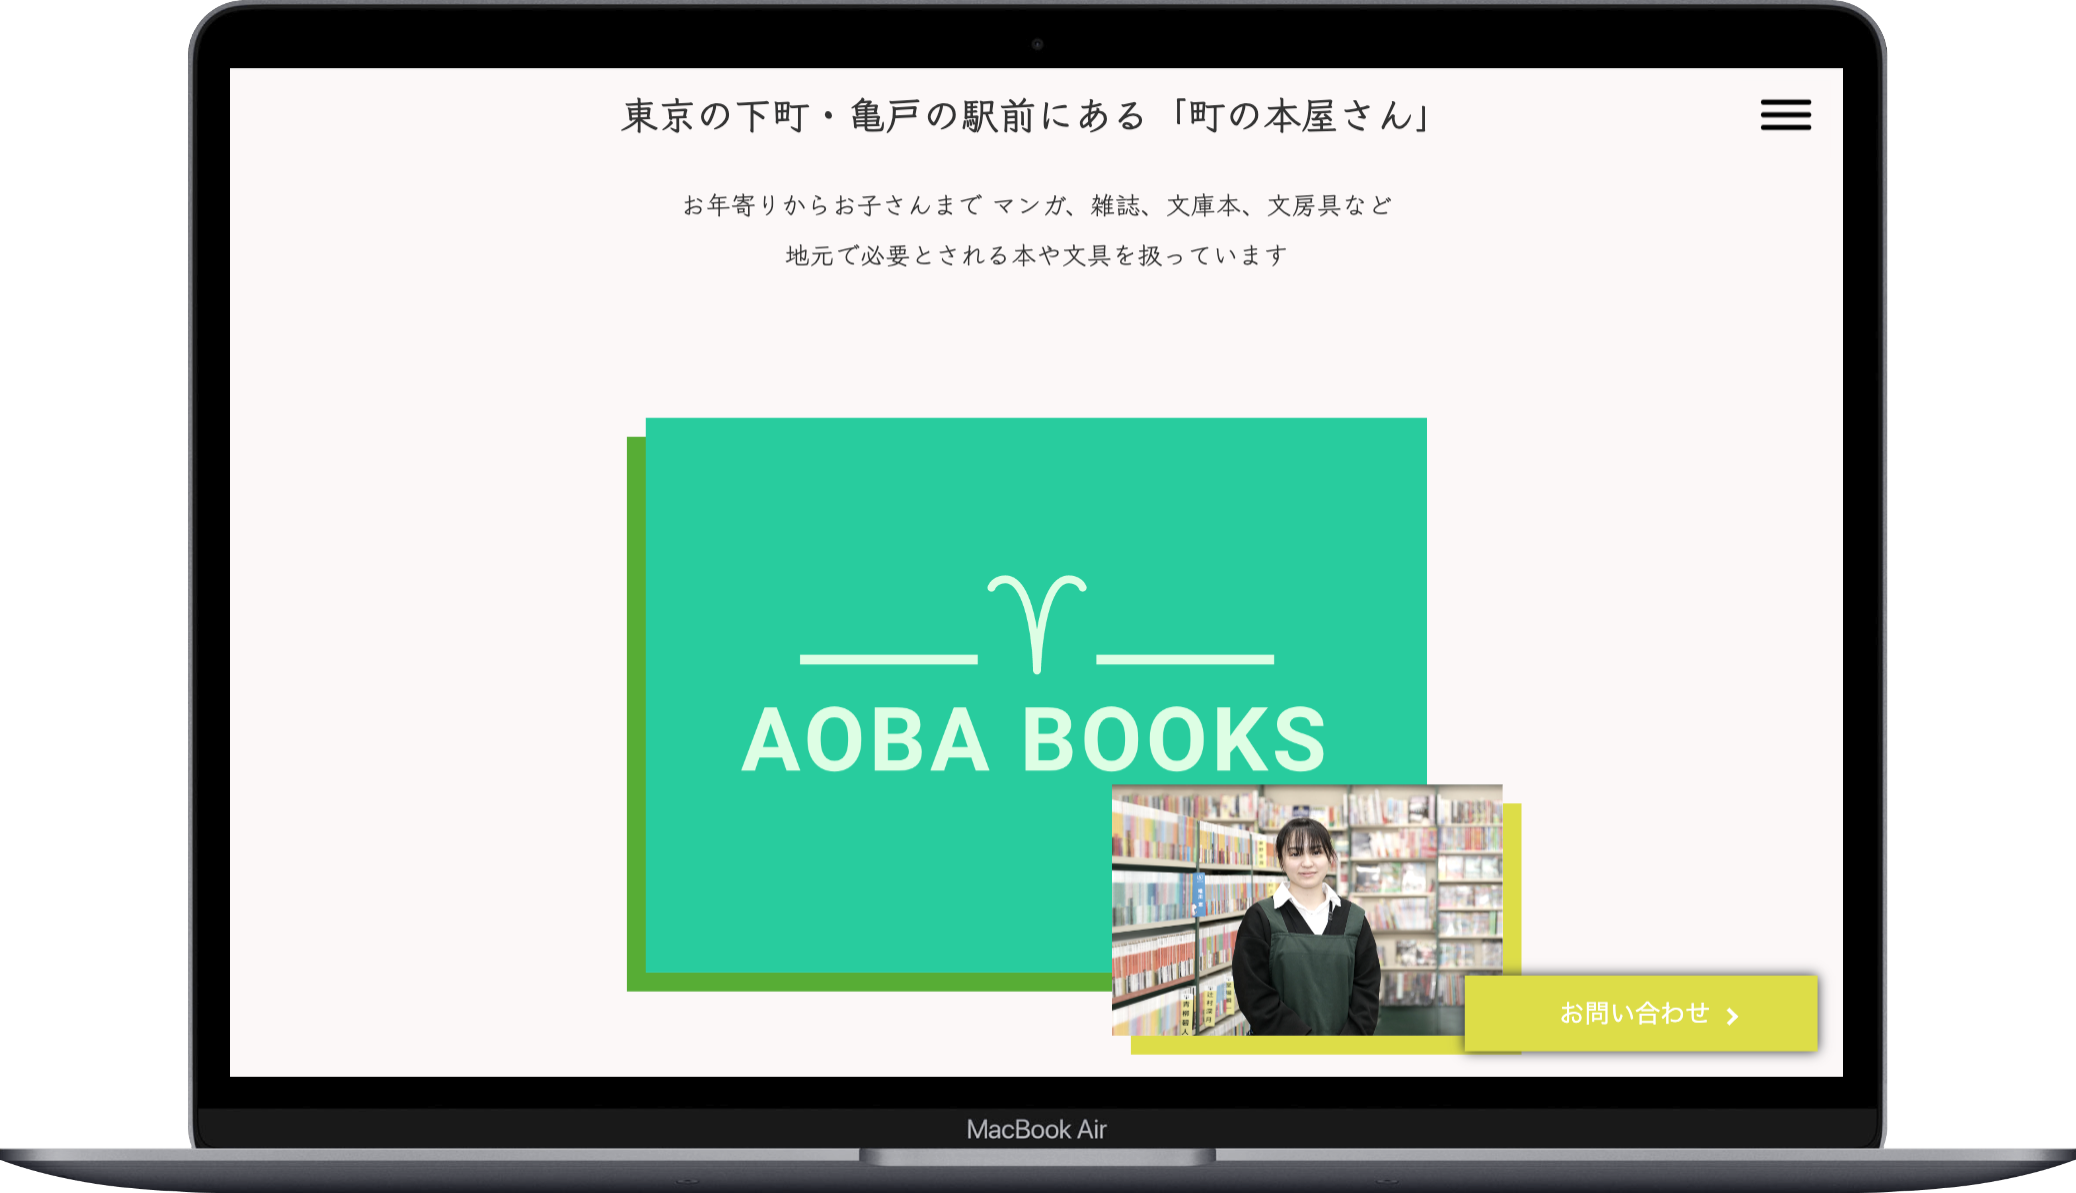 東京の下町・亀戸の駅前にある「町の本屋さん」
お年寄りからお子さんまで マンガ、雑誌、文庫本、文房具など
地元で必要とされる本や文具を扱っています
AOBA BOOKS
お問い合わせ
MacBook Air